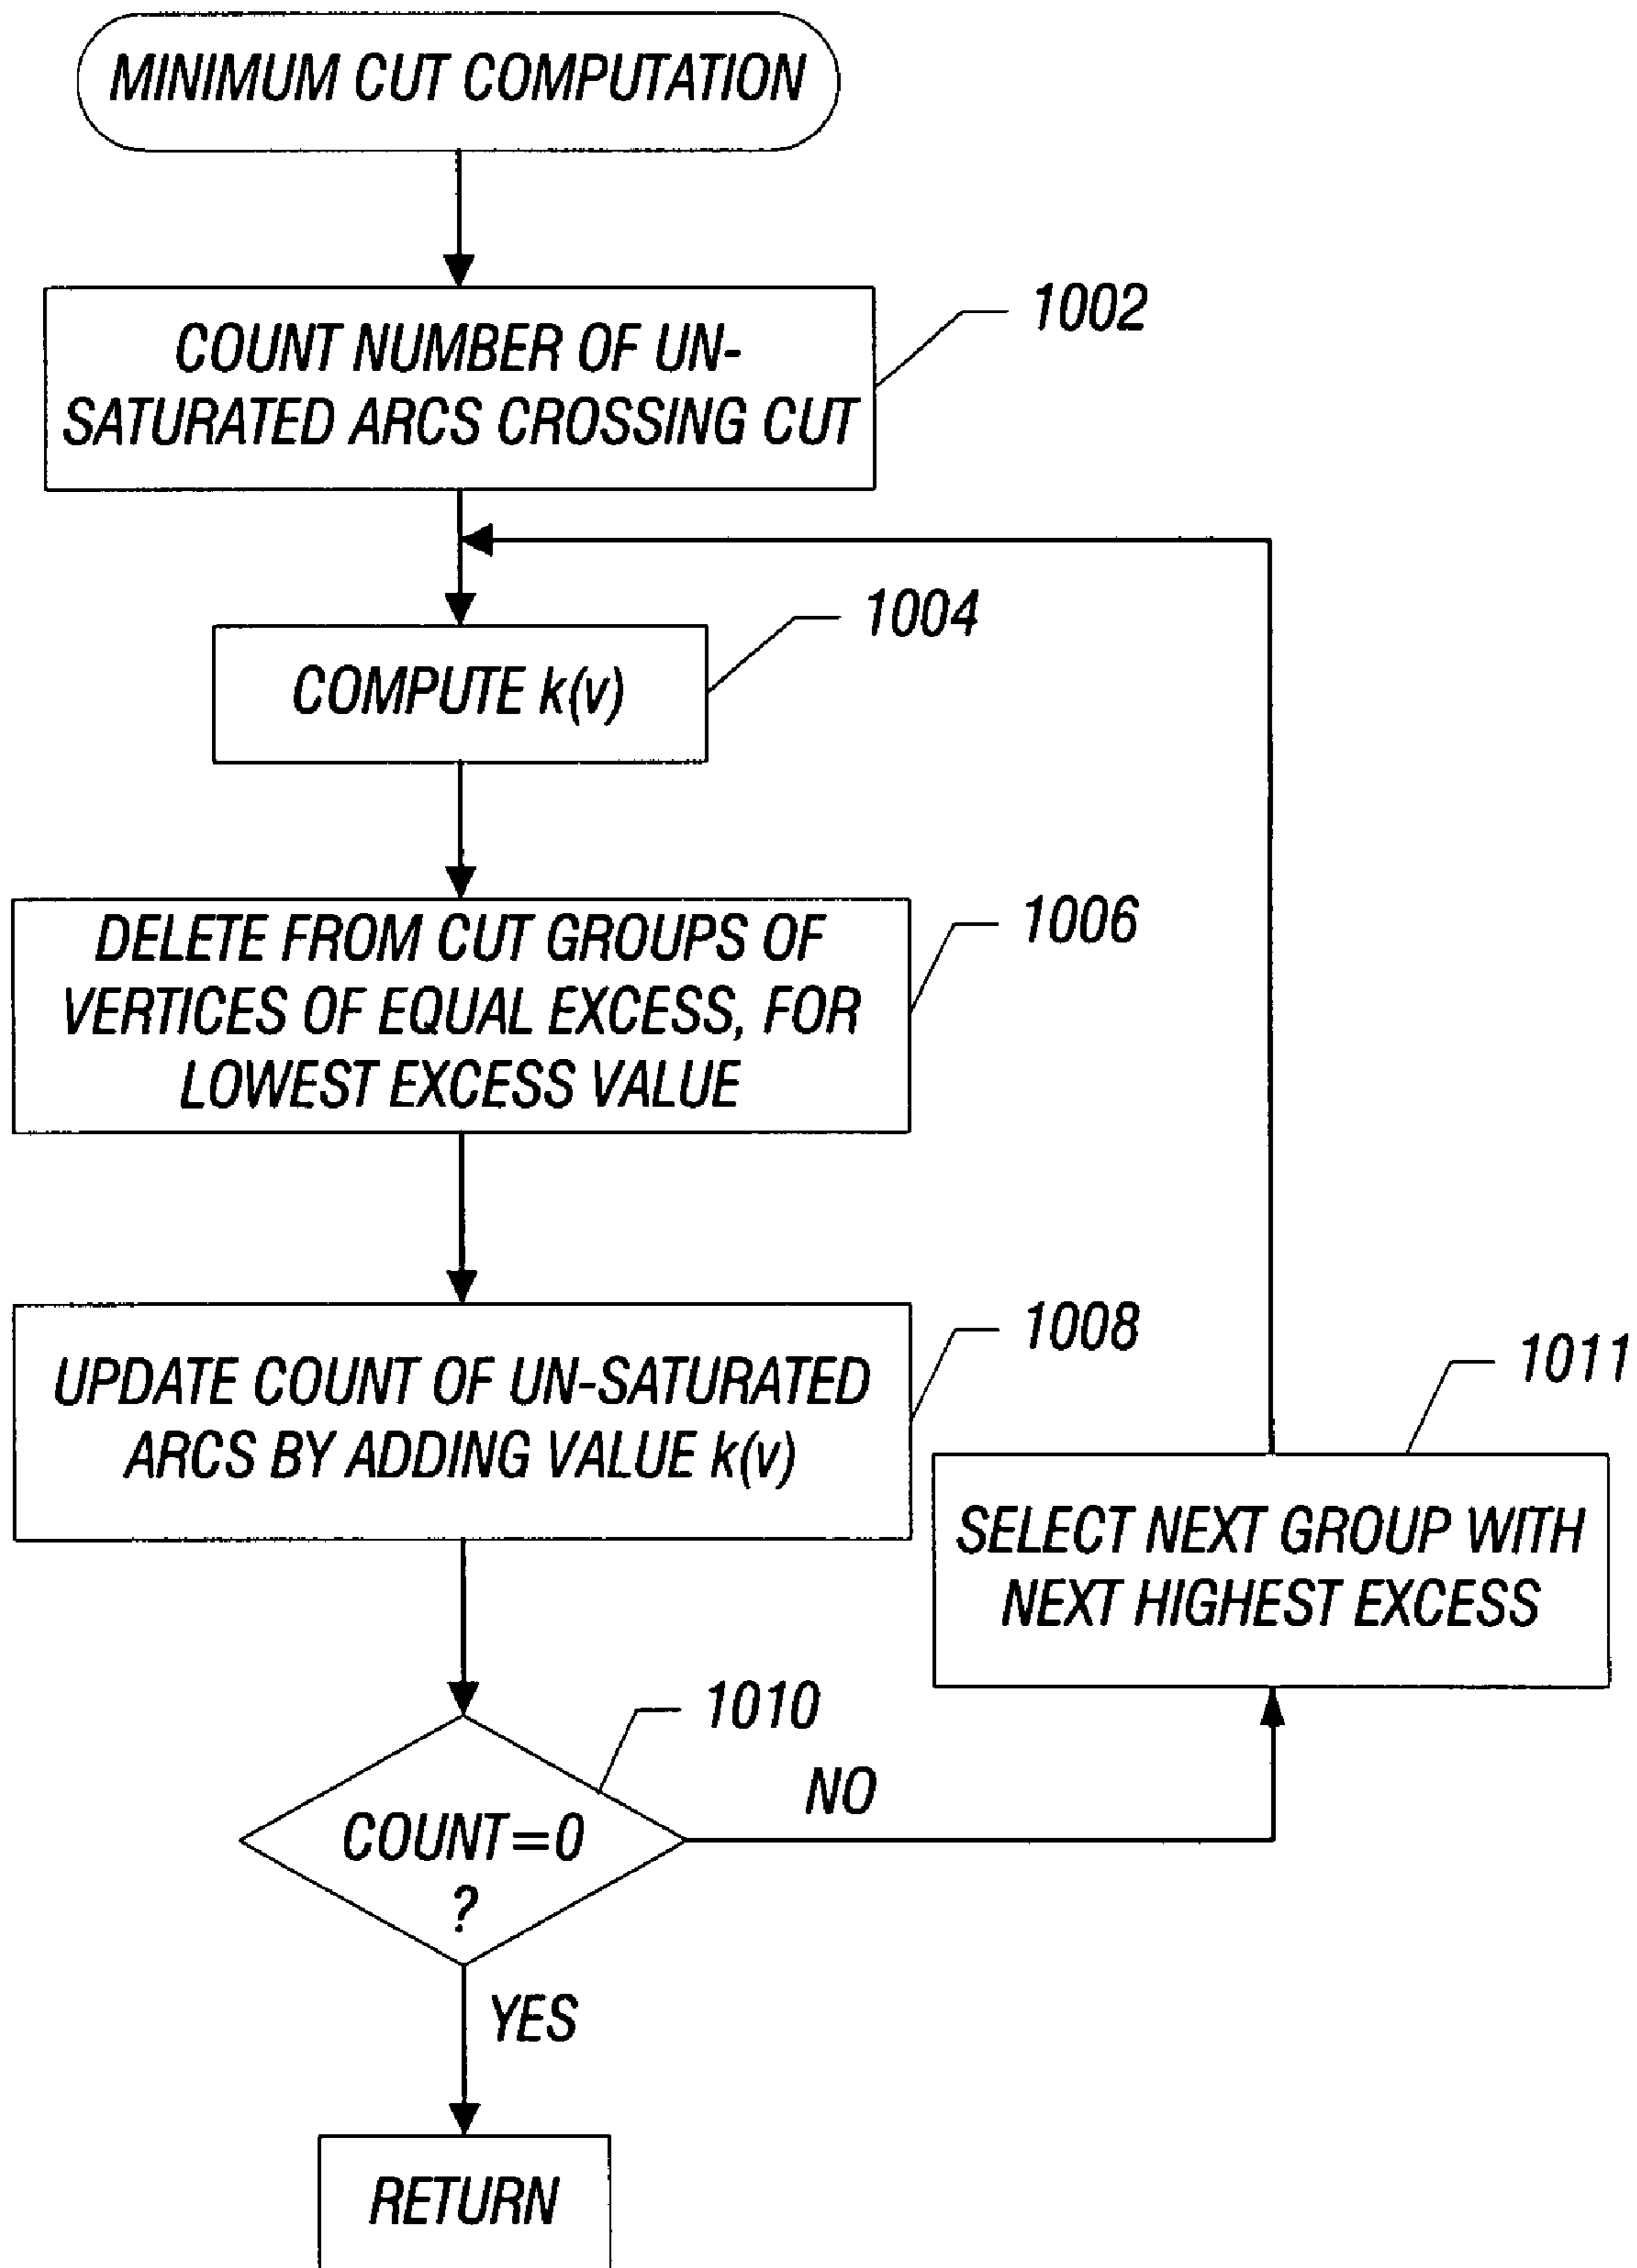 MINIMUM CUT COMPUTATION
COUNT NUMBER OF UN-
SATURATED ARCS CROSSING CUT
1002
COMPUTE k(v)
1004
DELETE FROM CUT GROUPS OF
VERTICES OF EQUAL EXCESS, FOR
LOWEST EXCESS VALUE
1006
UPDATE COUNT OF UN-SATURATED
ARCS BY ADDING VALUE k(v)
1008
1011
SELECT NEXT GROUP WITH
NEXT HIGHEST EXCESS
1010
COUNT=0
?
NO
YES
RETURN